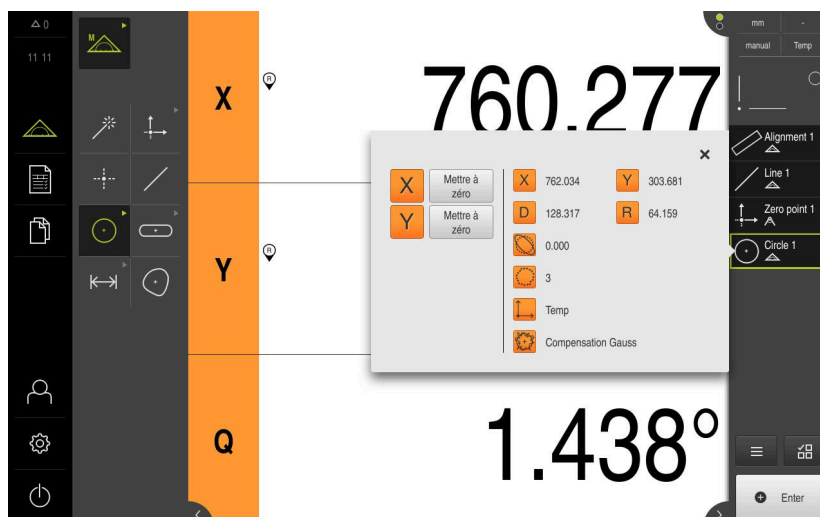 0
11 11
M
X
R
760.277
Y
R
Q
1.438°
X
Mettre à
zéro
Y
Mettre à
zéro
X 762.034 Y 303.681
D 128.317 R 64.159
0.000
3
Temp
Compensation Gauss
mm -
manual Temp
Alignment 1
Line 1
Zero point 1
Circle 1
Enter